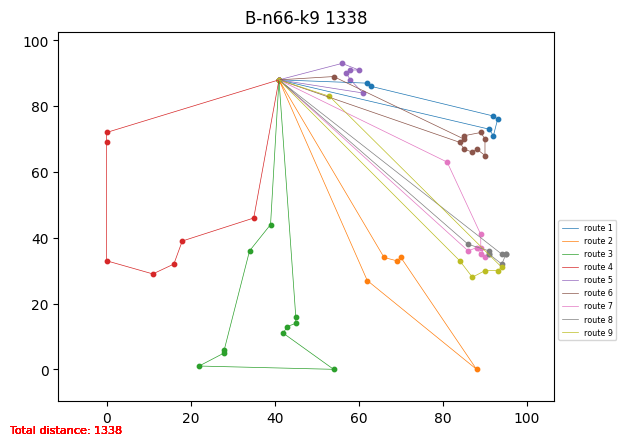 B-n66-k9 1338
100
80
60
40
20
0
0 20 40 60 80 100
route 1
route 2
route 3
route 4
route 5
route 6
route 7
route 8
route 9
Total distance: 1338